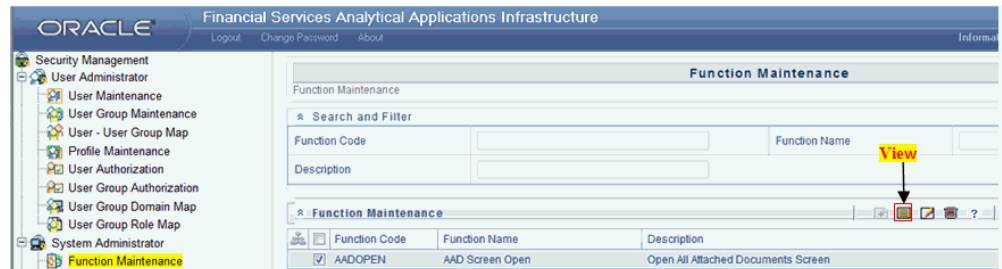 ORACLE
Financial Services Analytical Applications Infrastructure
Logout Change Password About
Informat
Security Management
User Administrator
User Maintenance
User Group Maintenance
User - User Group Map
Profile Maintenance
User Authorization
User Group Authorization
User Group Domain Map
User Group Role Map
System Administrator
Function Maintenance
Function Maintenance
Function Maintenance
Search and Filter
Function Code Function Name
View
Description
Function Maintenance ?
Function Code Function Name Description
AADOPEN AAD Screen Open Open All Attached Documents Screen